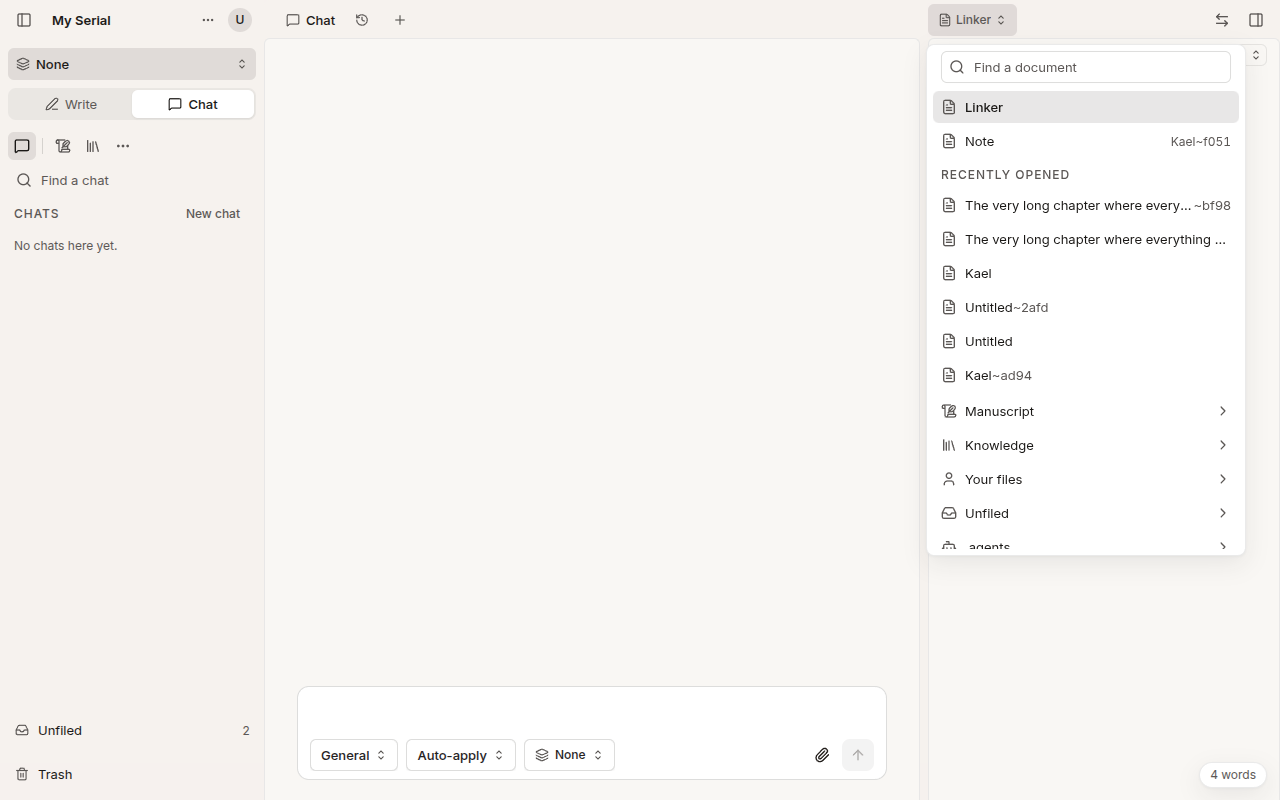 My Serial
U
None
Write
Chat
Find a chat
CHATS
New chat
No chats here yet.
Unfiled
2
Trash
Chat
General
Auto-apply
None
Linker
Find a document
Linker
Note
Kael~f051
RECENTLY OPENED
The very long chapter where every... ~bf98
The very long chapter where everything ...
Kael
Untitled~2afd
Untitled
Kael~ad94
Manuscript
Knowledge
Your files
Unfiled
.agents
4 words